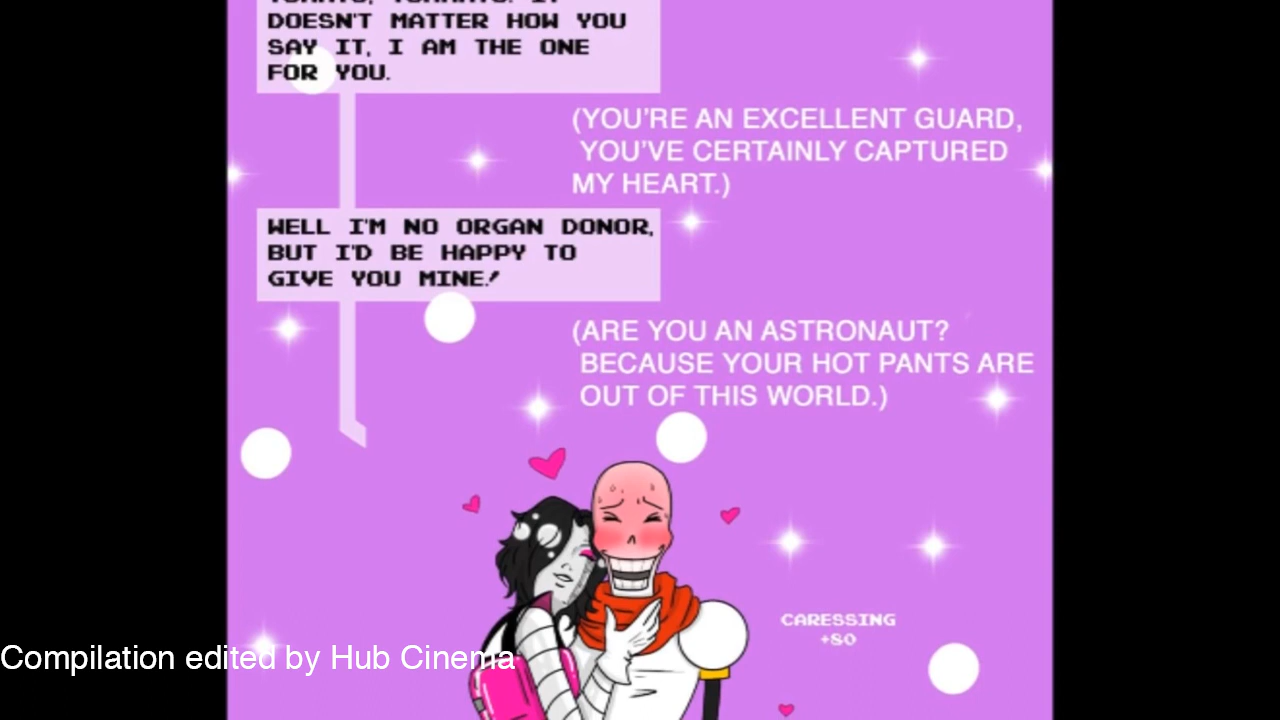 DOESN'T MATTER HOW YOU
SAY IT, I AM THE ONE
FOR YOU.
(YOU'RE AN EXCELLENT GUARD,
YOU'VE CERTAINLY CAPTURED
MY HEART.)
WELL I'M NO ORGAN DONOR,
BUT I'D BE HAPPY TO
GIVE YOU MINE!
(ARE YOU AN ASTRONAUT?
BECAUSE YOUR HOT PANTS ARE
OUT OF THIS WORLD.)
CARESSING
+80
Compilation edited by Hub Cinema